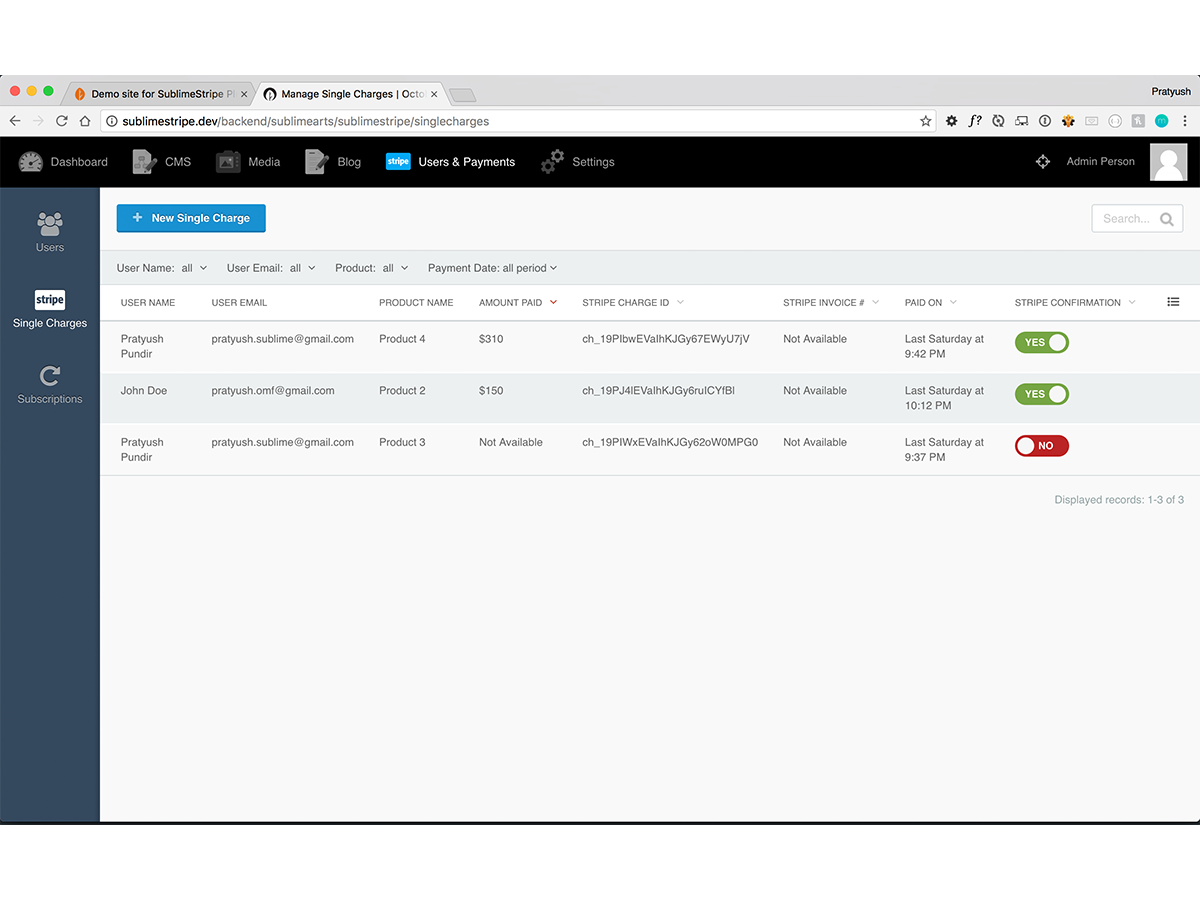 Demo site for SublimeStripe Pl
Manage Single Charges | Octo
Pratyush
sublimestripe.dev/backend/sublimearts/sublimestripe/singlecharges
f?
Dashboard
CMS
Media
Blog
stripe
Users & Payments
Settings
Admin Person
Users
stripe
Single Charges
Subscriptions
+ New Single Charge
Search...
User Name: all User Email: all Product: all Payment Date: all period
USER NAME USER EMAIL PRODUCT NAME AMOUNT PAID STRIPE CHARGE ID STRIPE INVOICE # PAID ON STRIPE CONFIRMATION
Pratyush Pundir pratyush.sublime@gmail.com Product 4 $310 ch_19PIbwEVaIhKJGy67EWyU7jV Not Available Last Saturday at 9:42 PM YES
John Doe pratyush.omf@gmail.com Product 2 $150 ch_19PJ4lEVaIhKJGy6rulCYfBl Not Available Last Saturday at 10:12 PM YES
Pratyush Pundir pratyush.sublime@gmail.com Product 3 Not Available ch_19PIWxEVaIhKJGy62oW0MPG0 Not Available Last Saturday at 9:37 PM NO
Displayed records: 1-3 of 3